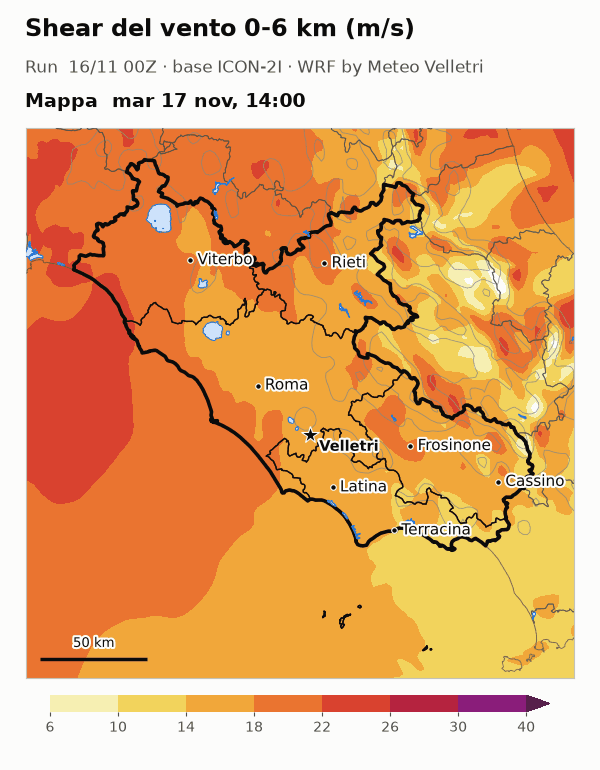 Shear del vento 0-6 km (m/s)
Run  16/11 00Z · base ICON-2I · WRF by Meteo Velletri
Mappa  mar 17 nov, 14:00
Viterbo
Rieti
Roma
Velletri
Frosinone
Latina
Cassino
Terracina
50 km
6 10 14 18 22 26 30 40